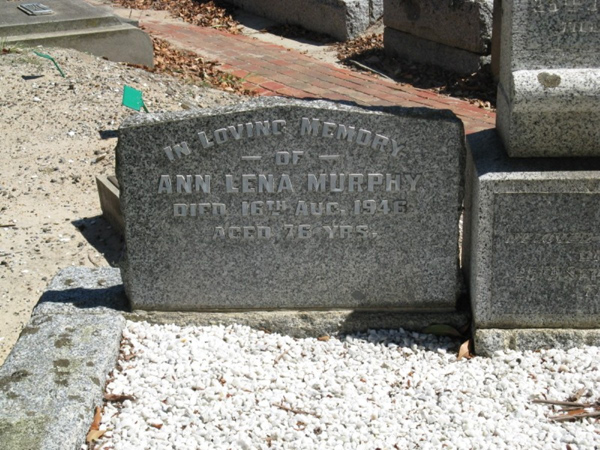 IN LOVING MEMORY
— OF —
ANN LENA MURPHY
DIED 16TH AUG. 1946
AGED 76 YRS.